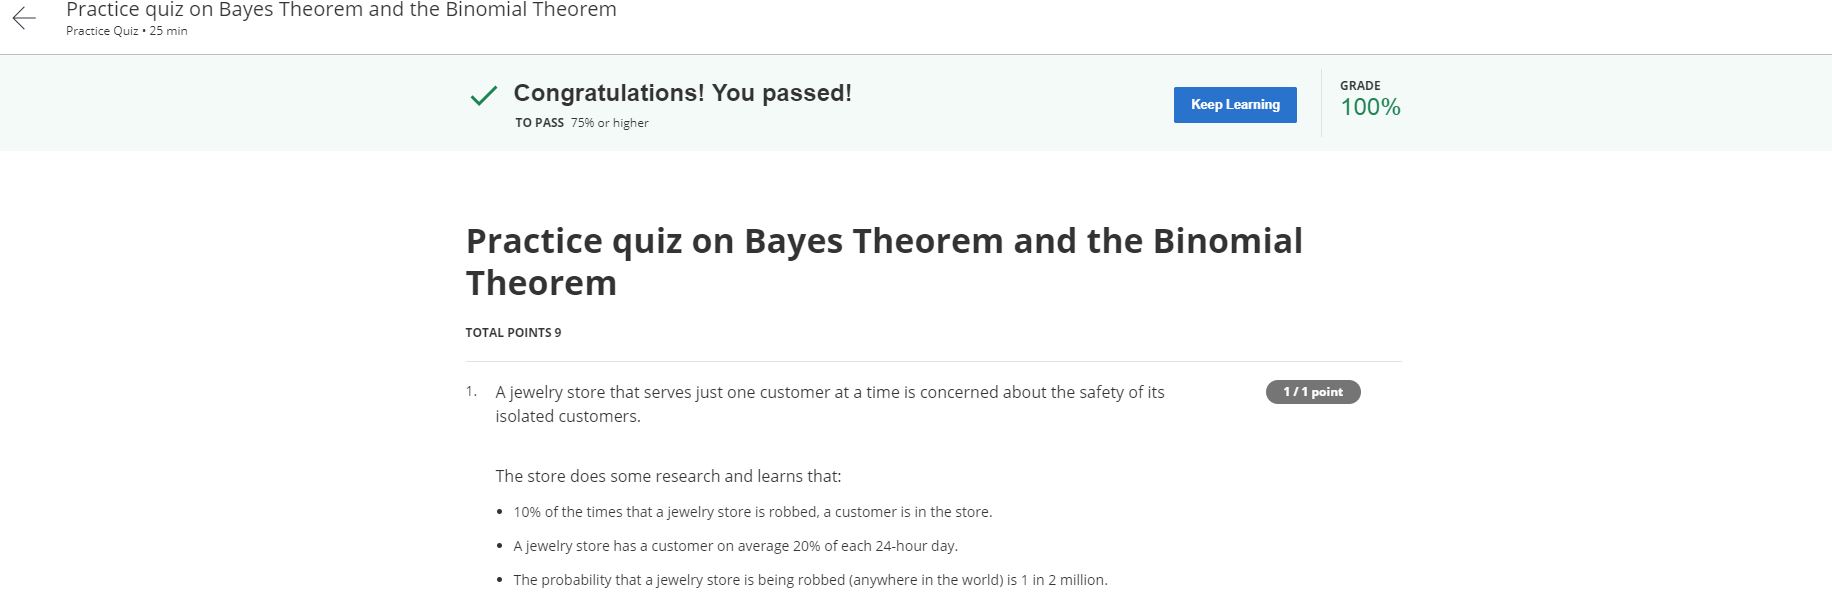 Practice quiz on Bayes Theorem and the Binomial Theorem
Practice Quiz • 25 min
Congratulations! You passed!
TO PASS 75% or higher
Keep Learning
GRADE
100%
Practice quiz on Bayes Theorem and the Binomial
Theorem
TOTAL POINTS 9
1. A jewelry store that serves just one customer at a time is concerned about the safety of its
isolated customers.
1 / 1 point
The store does some research and learns that:
• 10% of the times that a jewelry store is robbed, a customer is in the store.
• A jewelry store has a customer on average 20% of each 24-hour day.
• The probability that a jewelry store is being robbed (anywhere in the world) is 1 in 2 million.